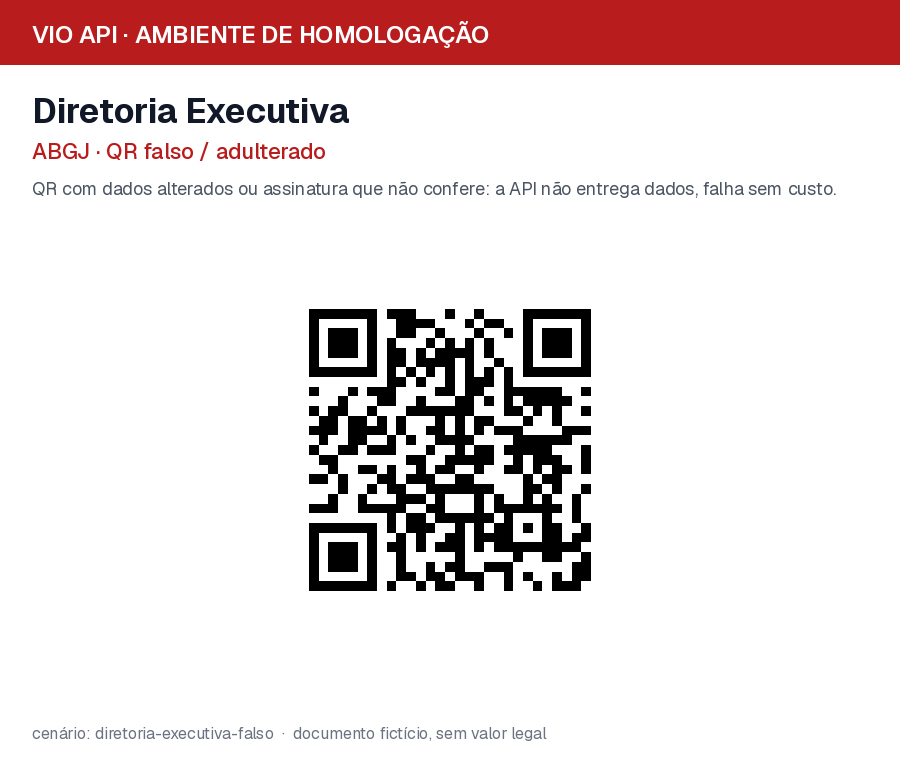 VIO API · AMBIENTE DE HOMOLOGAÇÃO
Diretoria Executiva
ABGJ · QR falso / adulterado
QR com dados alterados ou assinatura que não confere: a API não entrega dados, falha sem custo.
cenário: diretoria-executiva-falso · documento fictício, sem valor legal